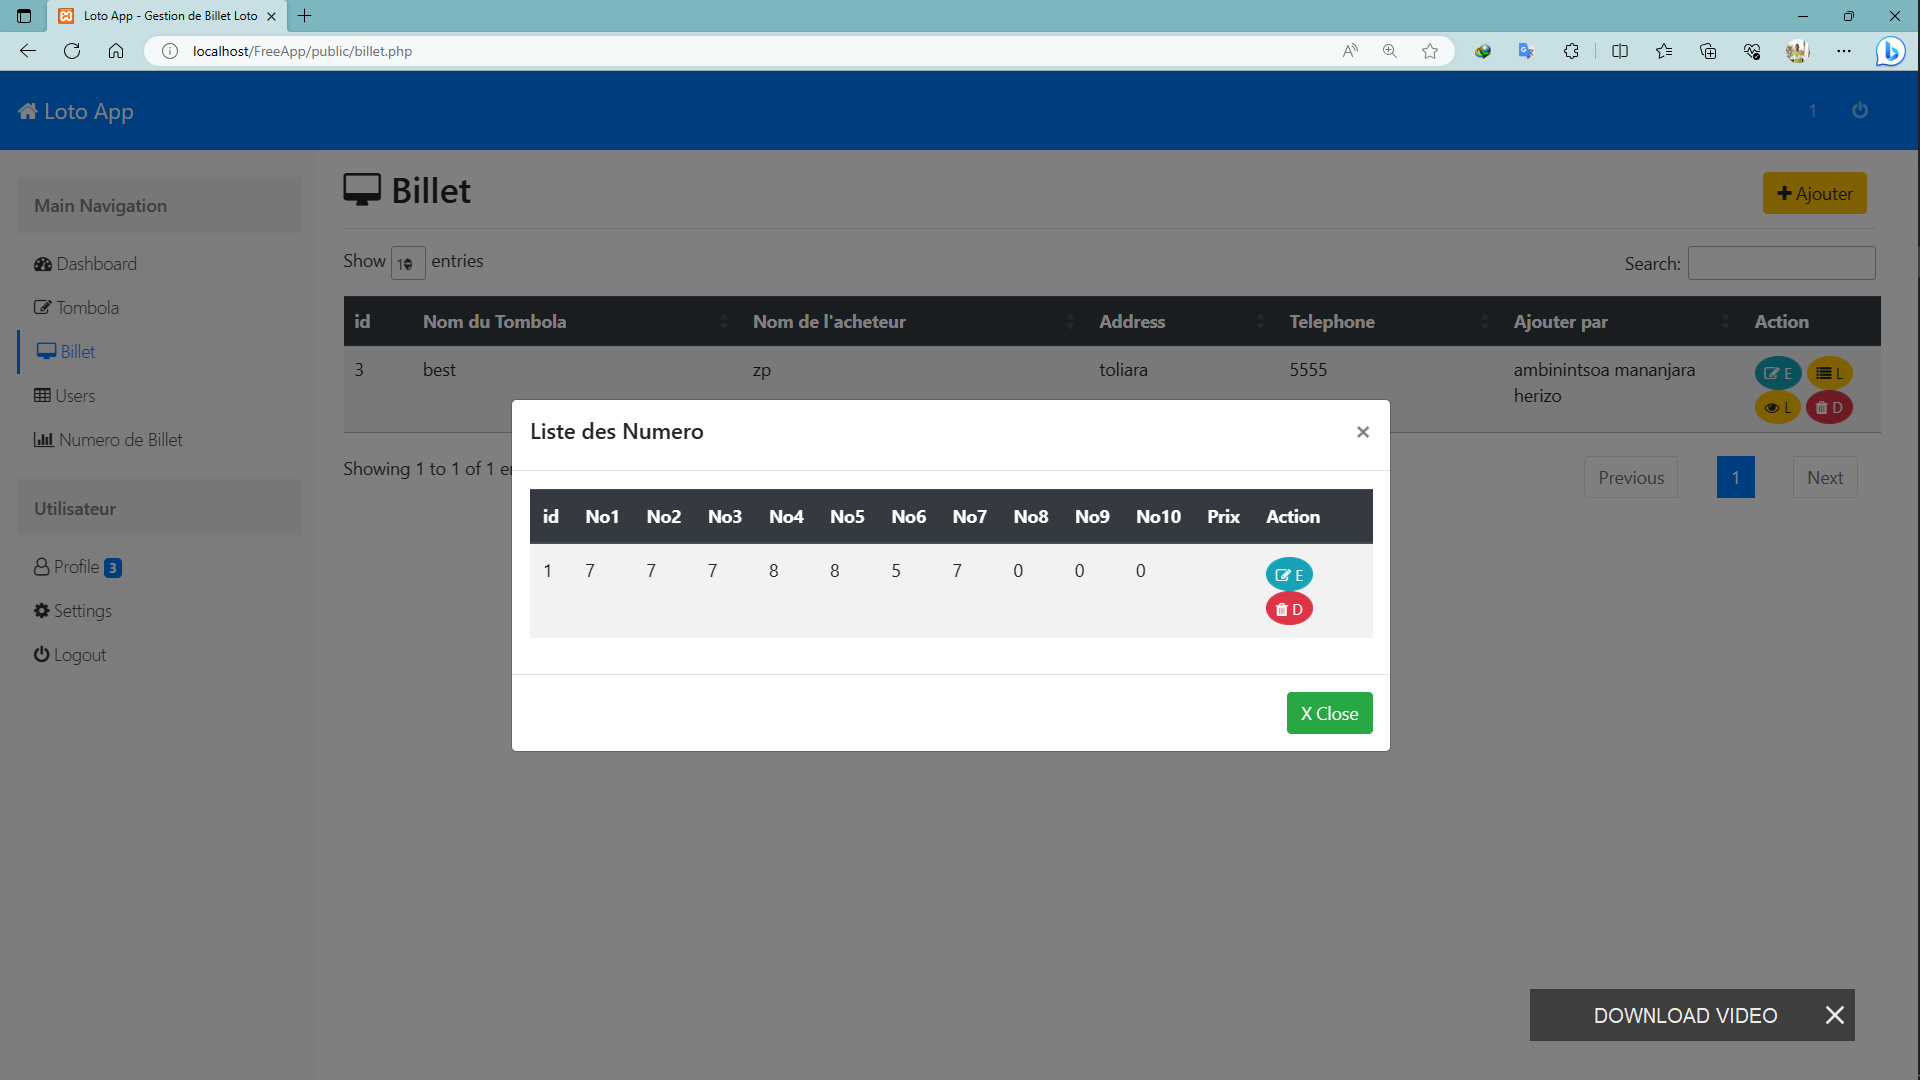 Loto App - Gestion de Billet Loto
localhost/FreeApp/public/billet.php
Loto App
1
Main Navigation
Dashboard
Tombola
Billet
Users
Numero de Billet
Utilisateur
Profile 3
Settings
Logout
Billet
Ajouter
Show entries
Search:
id Nom du Tombola Nom de l'acheteur Address Telephone Ajouter par Action
3 best zp toliara 5555 ambinintsoa mananjara E L
herizo L D
Showing 1 to 1 of 1
Previous 1 Next
Liste des Numero ×
id No1 No2 No3 No4 No5 No6 No7 No8 No9 No10 Prix Action
1 7 7 7 8 8 5 7 0 0 0 E
D
X Close
DOWNLOAD VIDEO